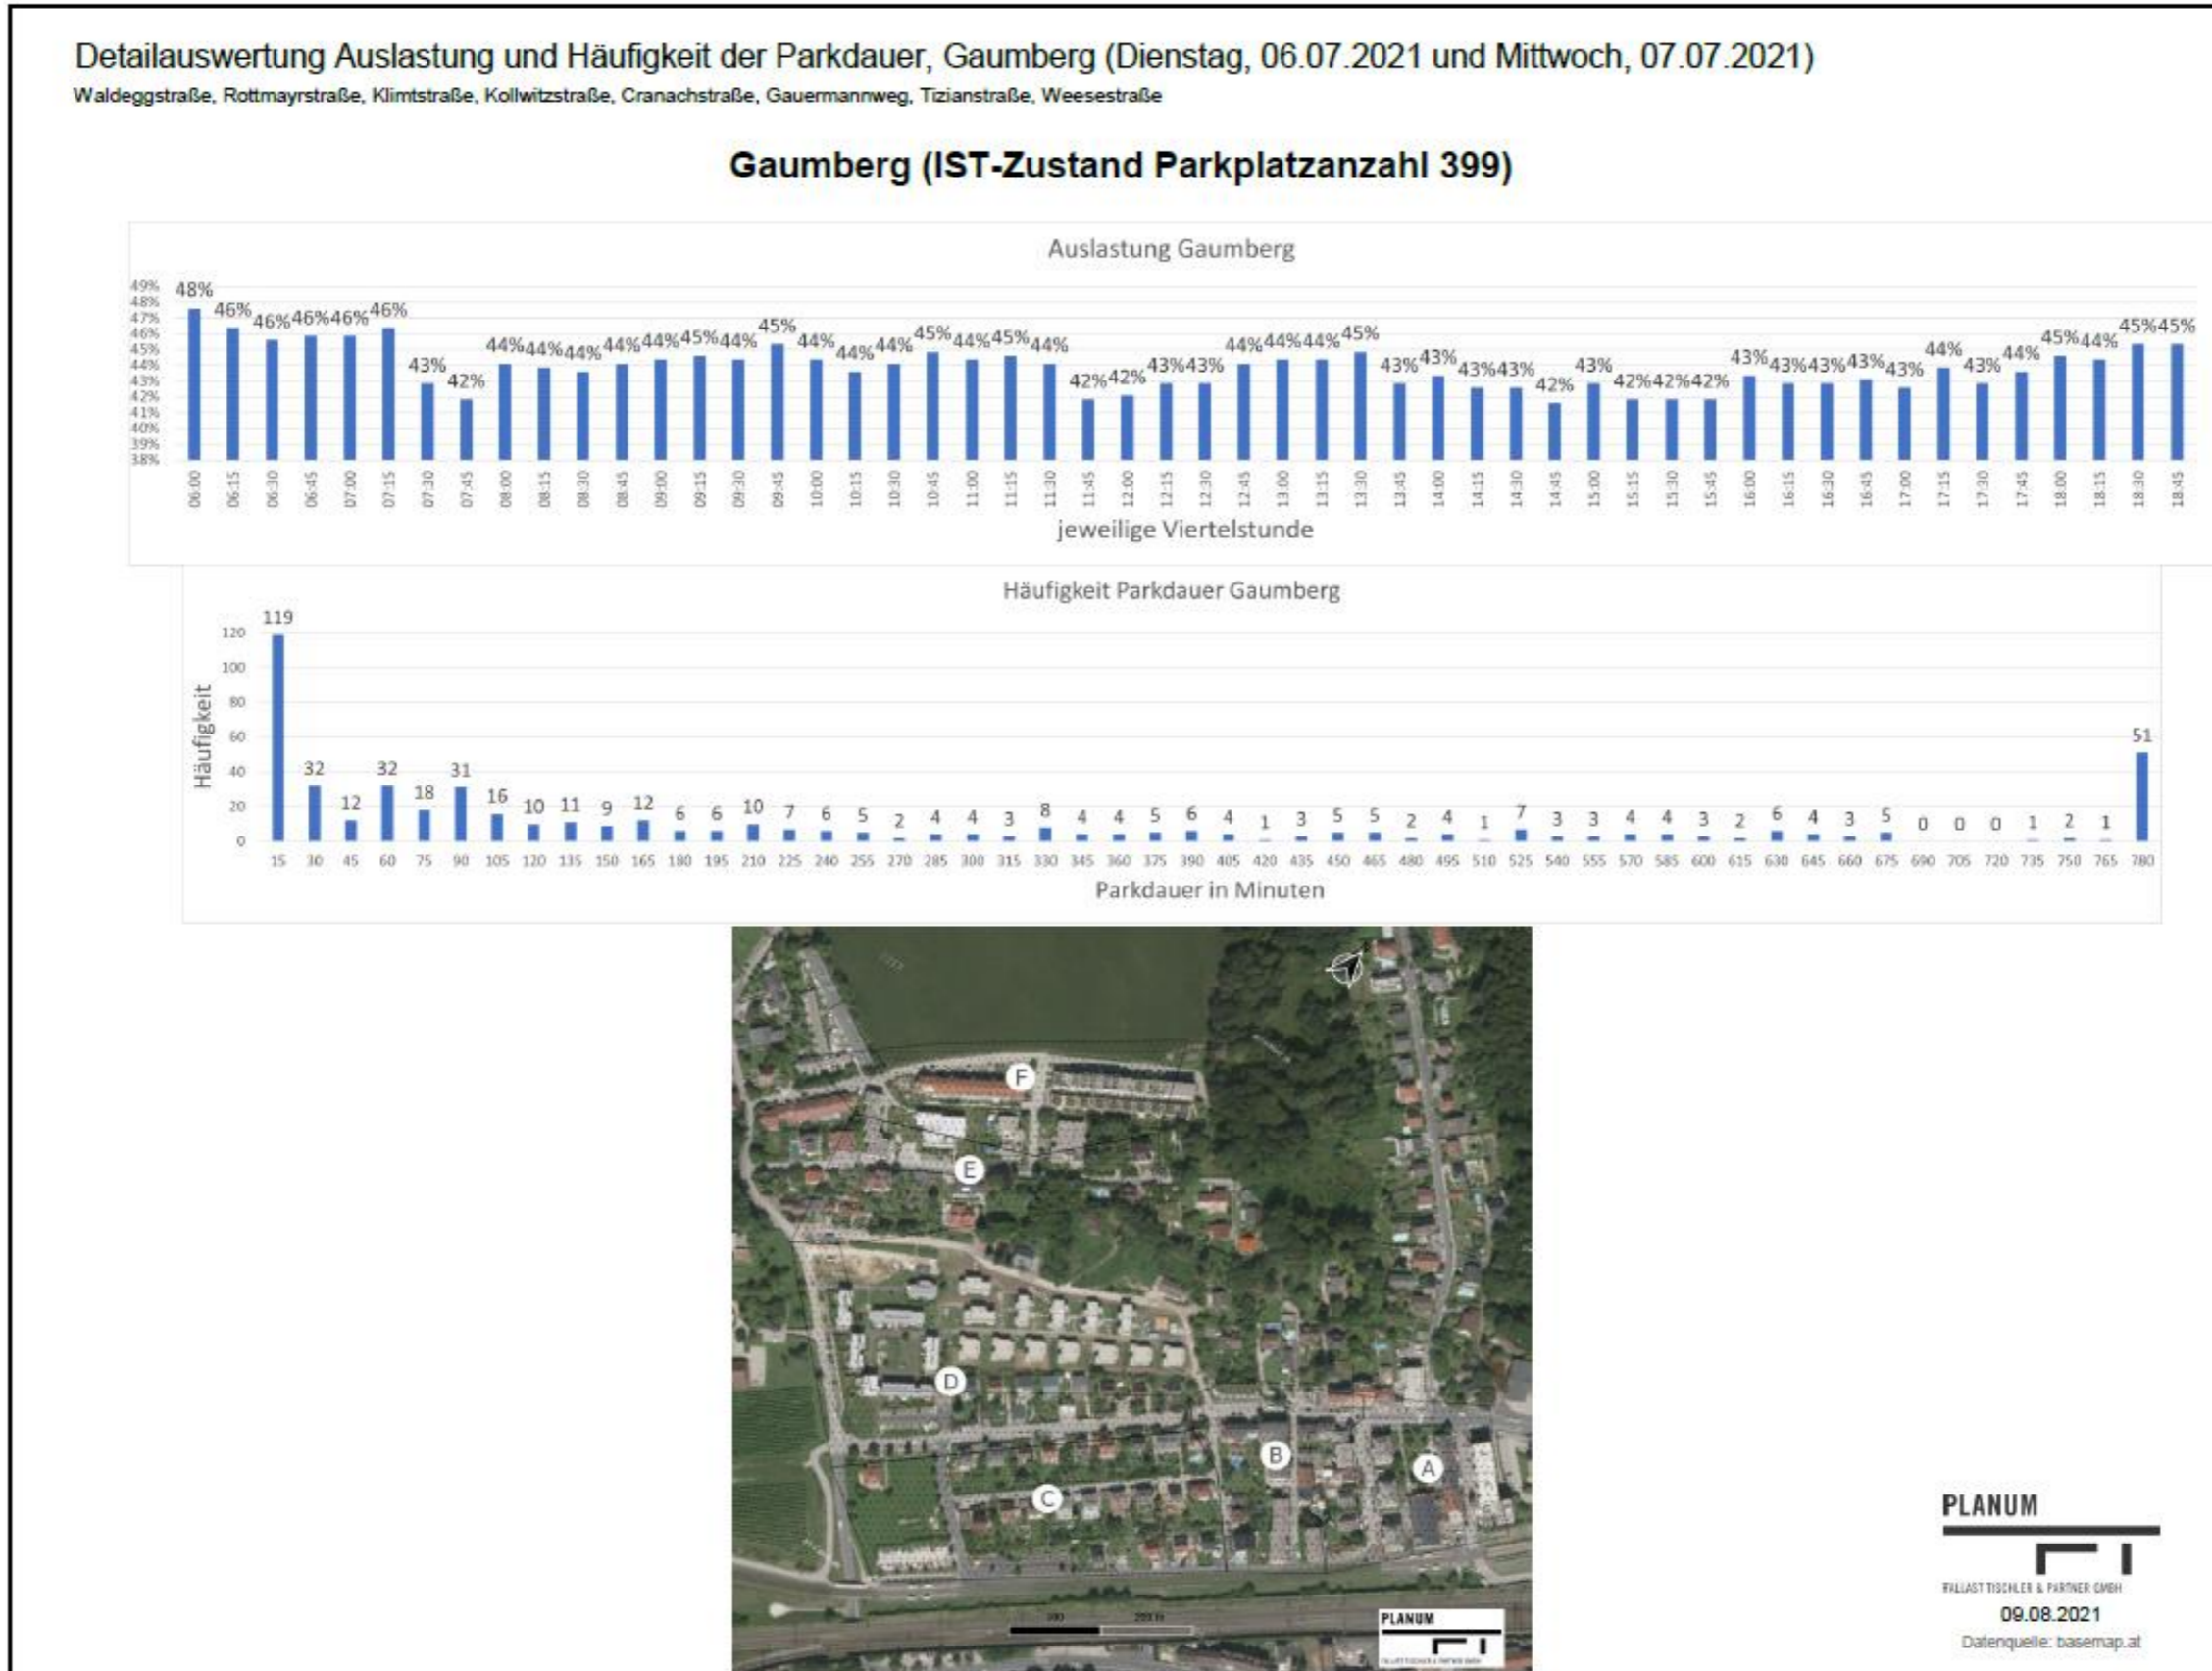 Detailauswertung Auslastung und Häufigkeit der Parkdauer, Gaumberg (Dienstag, 06.07.2021 und Mittwoch, 07.07.2021)
Waldeggstraße, Rottmayrstraße, Klimtstraße, Kollwitzstraße, Cranachstraße, Gauermannweg, Tizianstraße, Weesestraße
Gaumberg (IST-Zustand Parkplatzanzahl 399)
Auslastung Gaumberg
49%
48%
47%
46%
45%
44%
43%
42%
41%
40%
39%
38%
48% 46% 46% 46% 46% 46% 43% 42% 44% 44% 44% 44% 44% 45% 44% 45% 44% 44% 44% 45% 44% 45% 44% 42% 42% 43% 43% 44% 44% 44% 45% 43% 43% 43% 43% 42% 43% 42% 42% 42% 43% 43% 43% 43% 43% 44% 43% 44% 45% 44% 45% 45%
06:00 06:15 06:30 06:45 07:00 07:15 07:30 07:45 08:00 08:15 08:30 08:45 09:00 09:15 09:30 09:45 10:00 10:15 10:30 10:45 11:00 11:15 11:30 11:45 12:00 12:15 12:30 12:45 13:00 13:15 13:30 13:45 14:00 14:15 14:30 14:45 15:00 15:15 15:30 15:45 16:00 16:15 16:30 16:45 17:00 17:15 17:30 17:45 18:00 18:15 18:30 18:45
jeweilige Viertelstunde
Häufigkeit Parkdauer Gaumberg
Häufigkeit
120
100
80
60
40
20
0
119 32 12 32 18 31 16 10 11 9 12 6 6 10 7 6 5 2 4 4 3 8 4 4 5 6 4 1 3 5 5 2 4 1 7 3 3 4 4 3 2 6 4 3 5 0 0 0 1 2 1 51
15 30 45 60 75 90 105 120 135 150 165 180 195 210 225 240 255 270 285 300 315 330 345 360 375 390 405 420 435 450 465 480 495 510 525 540 555 570 585 600 615 630 645 660 675 690 705 720 735 750 765 780
Parkdauer in Minuten
F
E
D
B
A
C
PLANUM
PLANUM
FALLAST TISCHLER & PARTNER GMBH
09.08.2021
Datenquelle: basemap.at